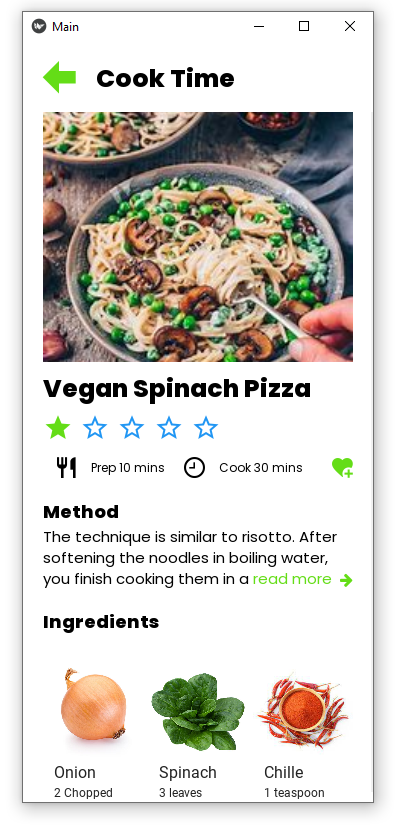 Main
Cook Time
Vegan Spinach Pizza
Prep 10 mins Cook 30 mins
Method
The technique is similar to risotto. After
softening the noodles in boiling water,
you finish cooking them in a read more
Ingredients
Onion Spinach Chille
2 Chopped 3 leaves 1 teaspoon